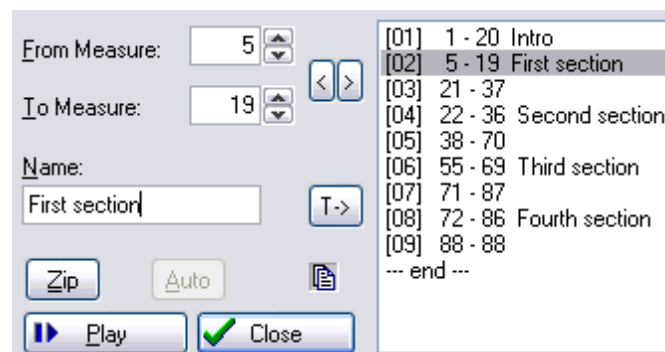 From Measure: 5
To Measure: 19
< >
Name:
First section
T->
Zip
Auto
Play
Close
[01] 1 - 20 Intro
[02] 5 - 19 First section
[03] 21 - 37
[04] 22 - 36 Second section
[05] 38 - 70
[06] 55 - 69 Third section
[07] 71 - 87
[08] 72 - 86 Fourth section
[09] 88 - 88
--- end ---